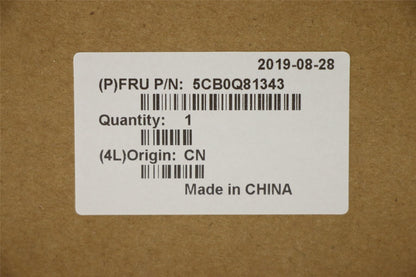 2019-08-28
(P)FRU P/N: 5CB0Q81343
Quantity: 1
(4L)Origin: CN
Made in CHINA